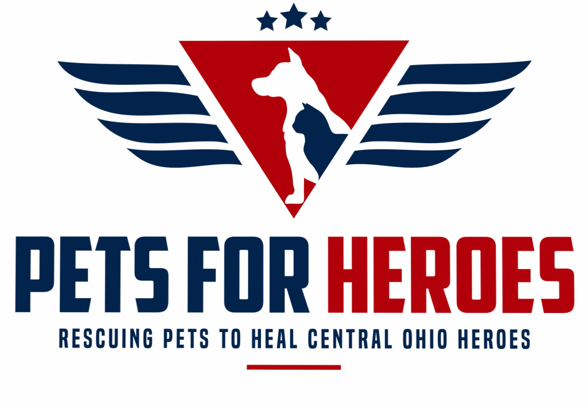 PETS FOR HEROES
RESCUING PETS TO HEAL CENTRAL OHIO HEROES